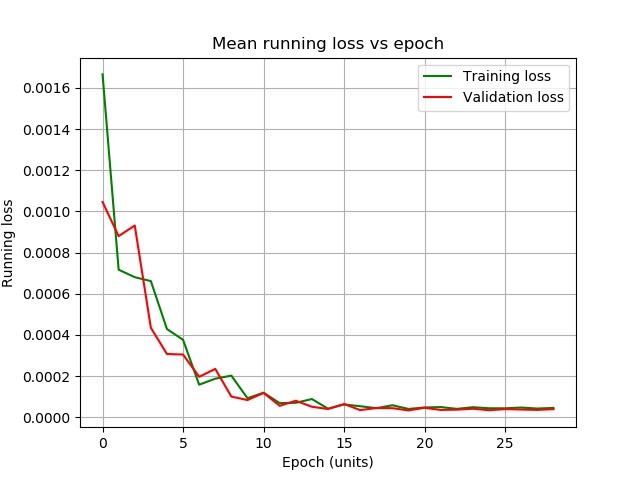 Mean running loss vs epoch
Training loss
Validation loss
Running loss
0.0016
0.0014
0.0012
0.0010
0.0008
0.0006
0.0004
0.0002
0.0000
0 5 10 15 20 25
Epoch (units)